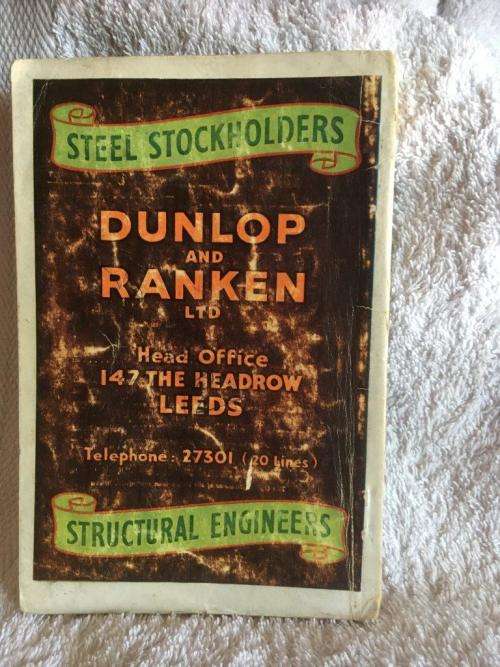 STEEL STOCKHOLDERS
DUNLOP
AND
RANKEN
LTD
Head Office
147 THE HEADROW
LEEDS
Telephone: 27301 (20 Lines)
STRUCTURAL ENGINEERS